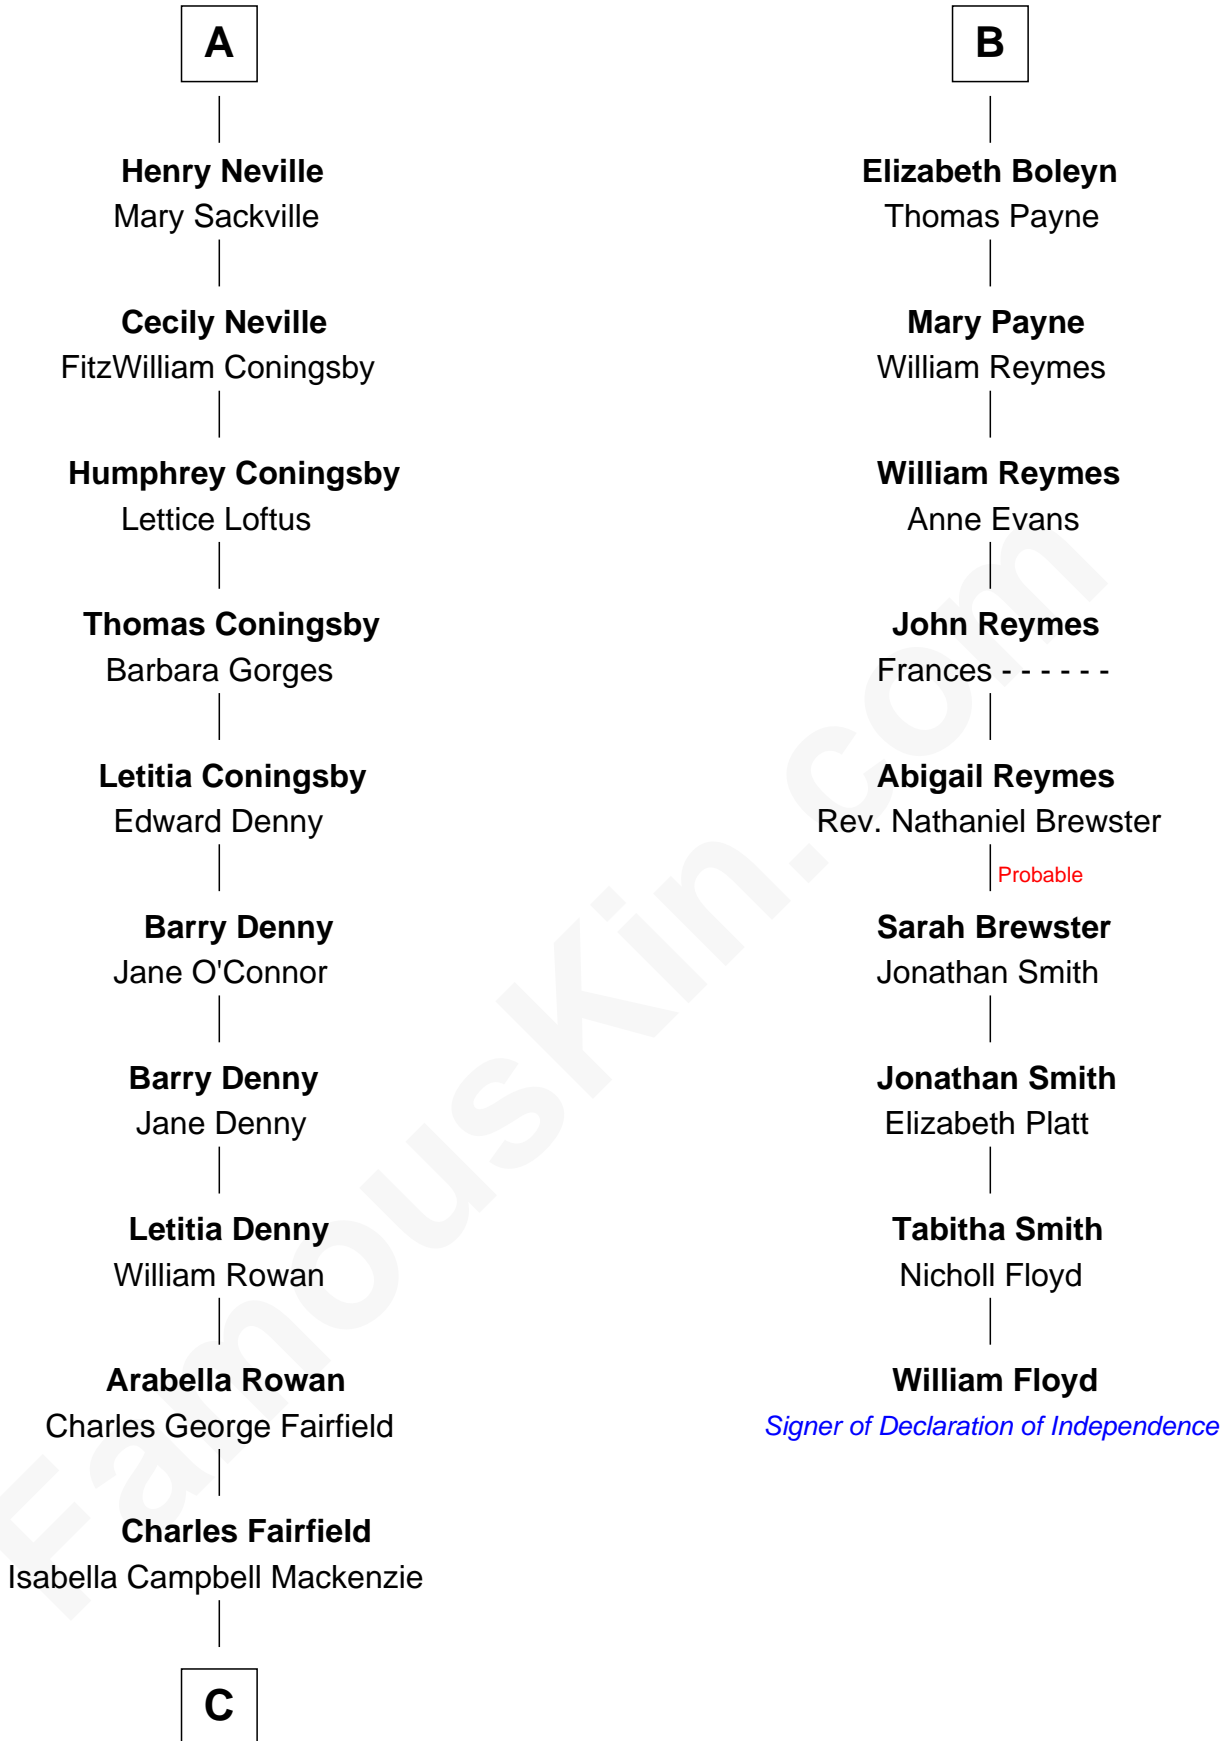 A
Henry Neville
Mary Sackville
Cecily Neville
FitzWilliam Coningsby
Humphrey Coningsby
Lettice Loftus
Thomas Coningsby
Barbara Gorges
Letitia Coningsby
Edward Denny
Barry Denny
Jane O'Connor
Barry Denny
Jane Denny
Letitia Denny
William Rowan
Arabella Rowan
Charles George Fairfield
Charles Fairfield
Isabella Campbell Mackenzie
C
B
Elizabeth Boleyn
Thomas Payne
Mary Payne
William Reymes
William Reymes
Anne Evans
John Reymes
Frances - - - - - -
Abigail Reymes
Rev. Nathaniel Brewster
Probable
Sarah Brewster
Jonathan Smith
Jonathan Smith
Elizabeth Platt
Tabitha Smith
Nicholl Floyd
William Floyd
Signer of Declaration of Independence
FamousKin.com